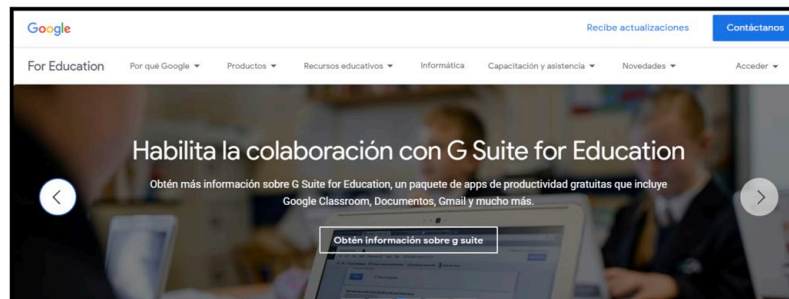 Google
Recibe actualizaciones
Contáctanos
For Education
Por qué Google
Productos
Recursos educativos
Informática
Capacitación y asistencia
Novedades
Acceder
Habilita la colaboración con G Suite for Education
Obtén más información sobre G Suite for Education, un paquete de apps de productividad gratuitas que incluye
Google Classroom, Documentos, Gmail y mucho más.
Obtén información sobre g suite